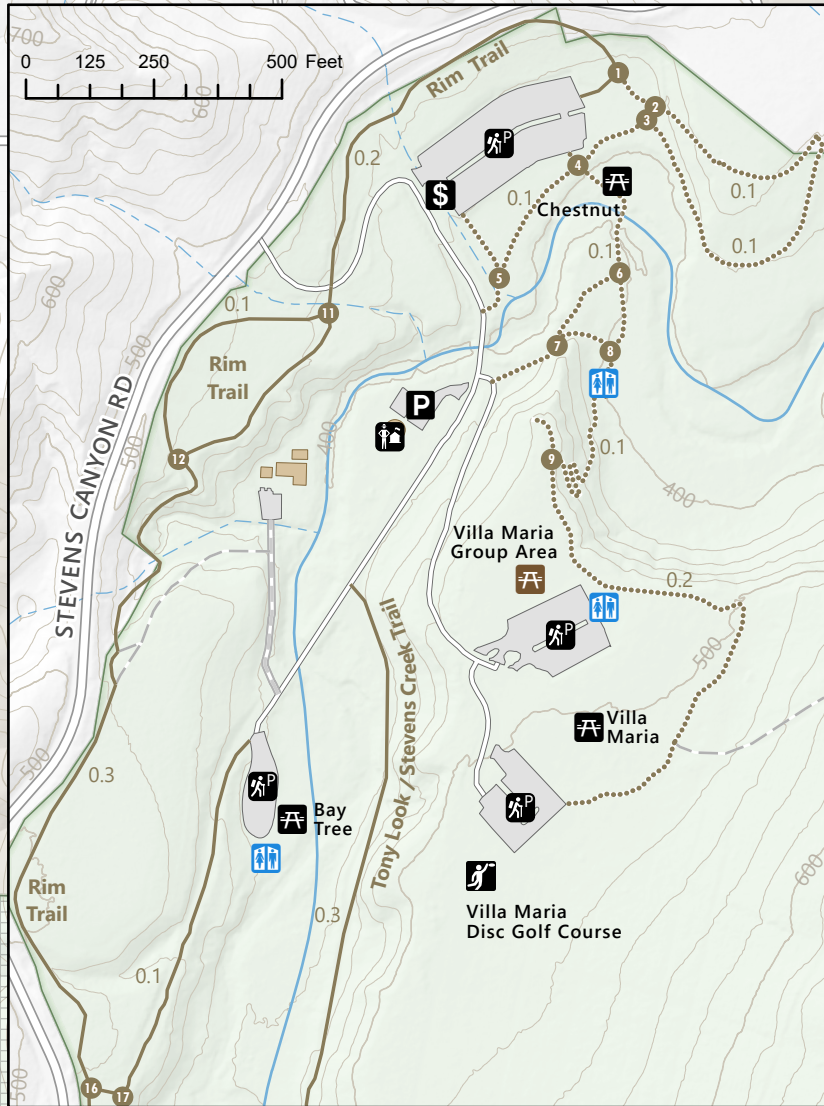 700
600
0 125 250 500 Feet
Rim Trail
1
2
3
0.2
P
4
$
Chestnut
0.1
0.1
0.1
0.1
5
6
600
0.1
11
7
8
Rim
Trail
500
P
STEVENS CANYON RD
400
0.1
12
9
400
500
Villa Maria
Group Area
0.2
P
500
Tony Look / Stevens Creek Trail
Villa
Maria
500
0.3
P
P
Bay
Tree
600
Rim
Trail
0.3
Villa Maria
Disc Golf Course
0.1
500
16
17